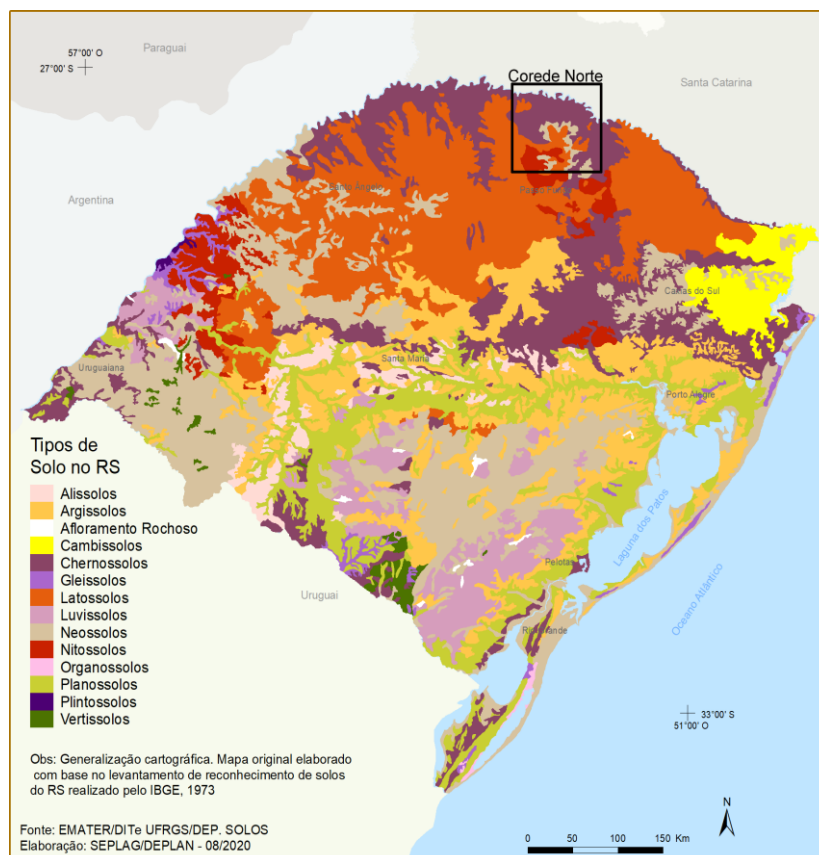 Paraguai
57°00' O
27°00' S
Corede Norte
Santa Catarina
Argentina
Santo Ângelo
Passo Fundo
Caxias do Sul
Santa Maria
Uruguaiana
Porto Alegre
Tipos de
Solo no RS
Alissolos
Argissolos
Afloramento Rochoso
Cambissolos
Chernossolos
Gleissolos
Latossolos
Luvissolos
Neossolos
Nitossolos
Organossolos
Planossolos
Plintossolos
Vertissolos
Laguna dos Patos
Pelotas
Oceano Atlântico
Uruguai
Rio Grande
33°00' S
51°00' O
Obs: Generalização cartográfica. Mapa original elaborado
com base no levantamento de reconhecimento de solos
do RS realizado pelo IBGE, 1973
Fonte: EMATER/DITe UFRGS/DEP. SOLOS
Elaboração: SEPLAG/DEPLAN - 08/2020
N
0 50 100 150 Km